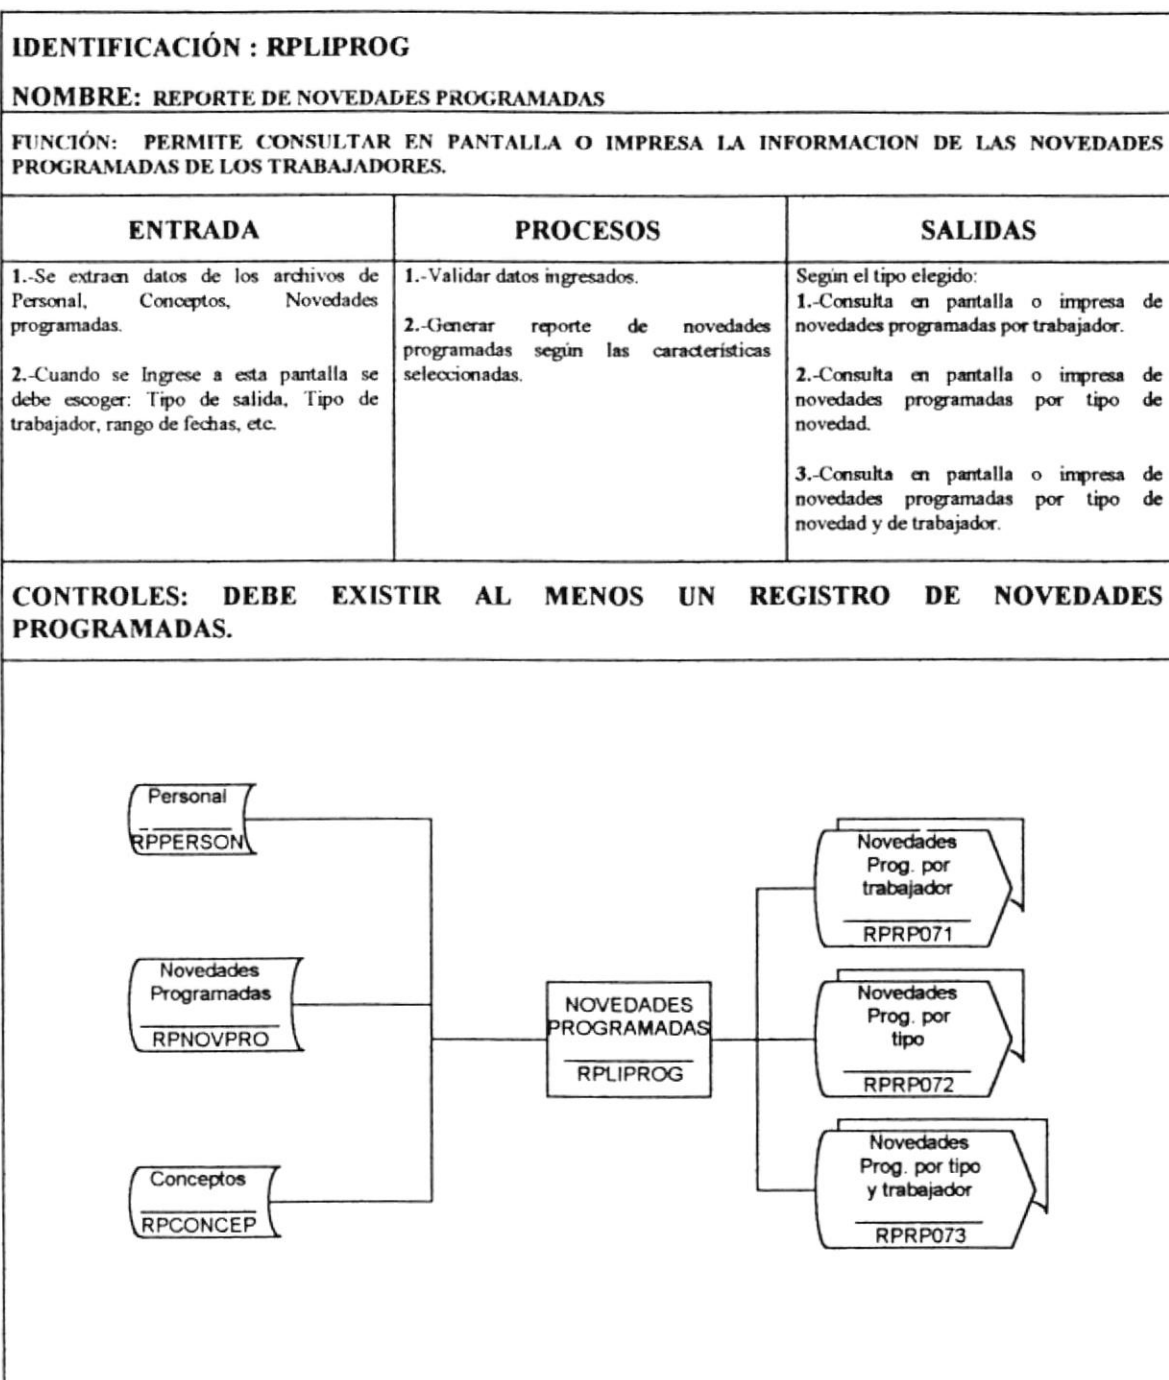 IDENTIFICACIÓN : RPLIPROG
NOMBRE: REPORTE DE NOVEDADES PROGRAMADAS
FUNCIÓN: PERMITE CONSULTAR EN PANTALLA O IMPRESA LA INFORMACION DE LAS NOVEDADES
PROGRAMADAS DE LOS TRABAJADORES.
ENTRADA
1.-Se extraen datos de los archivos de
Personal, Conceptos, Novedades
programadas.
2.-Cuando se Ingrese a esta pantalla se
debe escoger: Tipo de salida, Tipo de
trabajador, rango de fechas, etc.
PROCESOS
1.-Validar datos ingresados.
2.-Generar reporte de novedades
programadas según las características
seleccionadas.
SALIDAS
Según el tipo elegido:
1.-Consulta en pantalla o impresa de
novedades programadas por trabajador.
2.-Consulta en pantalla o impresa de
novedades programadas por tipo de
novedad.
3.-Consulta en pantalla o impresa de
novedades programadas por tipo de
novedad y de trabajador.
CONTROLES: DEBE EXISTIR AL MENOS UN REGISTRO DE NOVEDADES
PROGRAMADAS.
Personal
RPPERSON
Novedades
Programadas
RPNOVPRO
Conceptos
RPCONCEP
NOVEDADES
PROGRAMADAS
RPLIPROG
Novedades
Prog. por
trabajador
RPRP071
Novedades
Prog. por
tipo
RPRP072
Novedades
Prog. por tipo
y trabajador
RPRP073